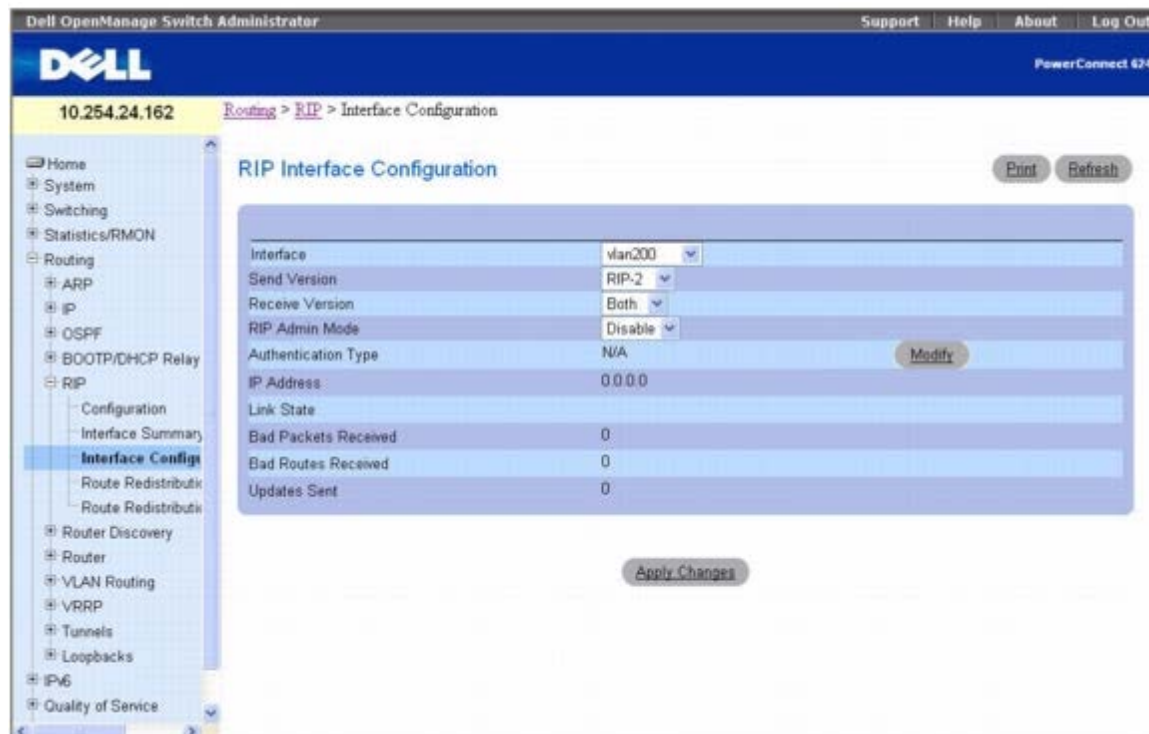 Dell OpenManage Switch Administrator Support Help About Log Out
DELL
PowerConnect 624
10.254.24.162
Routing > RIP > Interface Configuration
Home
System
Switching
Statistics/RMON
Routing
ARP
IP
OSPF
BOOTP/DHCP Relay
RIP
Configuration
Interface Summary
Interface Configu
Route Redistributio
Route Redistributio
Router Discovery
Router
VLAN Routing
VRRP
Tunnels
Loopbacks
IPv6
Quality of Service
RIP Interface Configuration
Print Refresh
Interface vlan200
Send Version RIP-2
Receive Version Both
RIP Admin Mode Disable
Authentication Type N/A Modify
IP Address 0.0.0.0
Link State
Bad Packets Received 0
Bad Routes Received 0
Updates Sent 0
Apply Changes